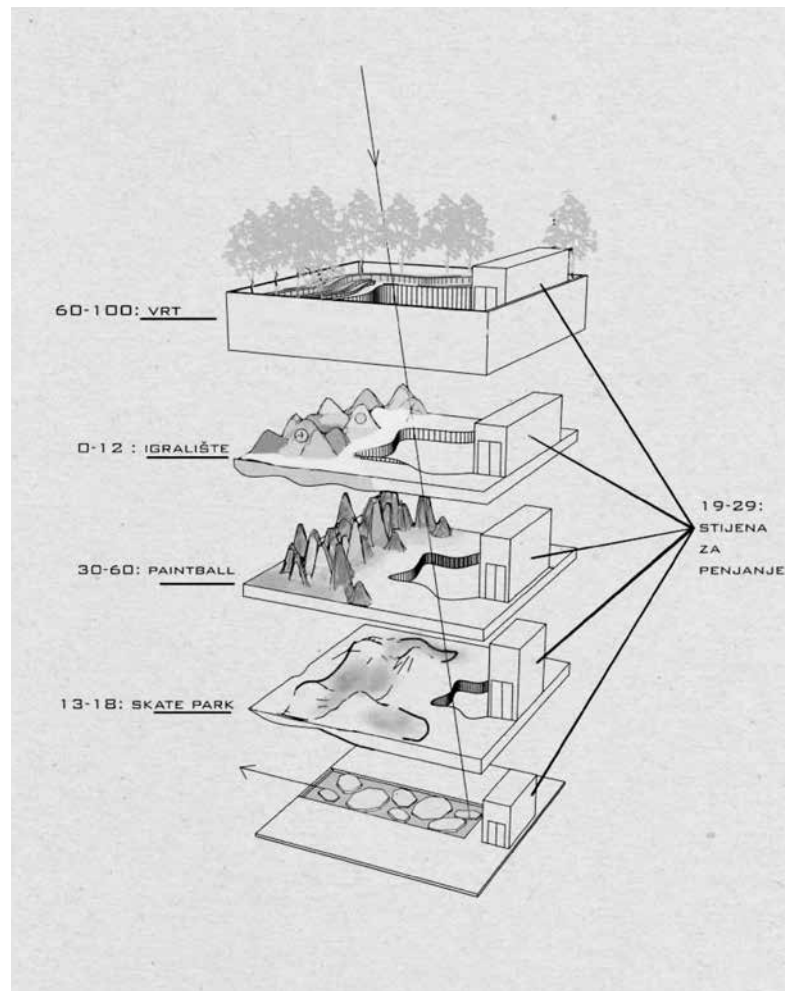 60-100: VRT
0-12 : IGRALIŠTE
30-60: PAINTBALL
13-18: SKATE PARK
19-29:
STIJENA
ZA
PENJANJE